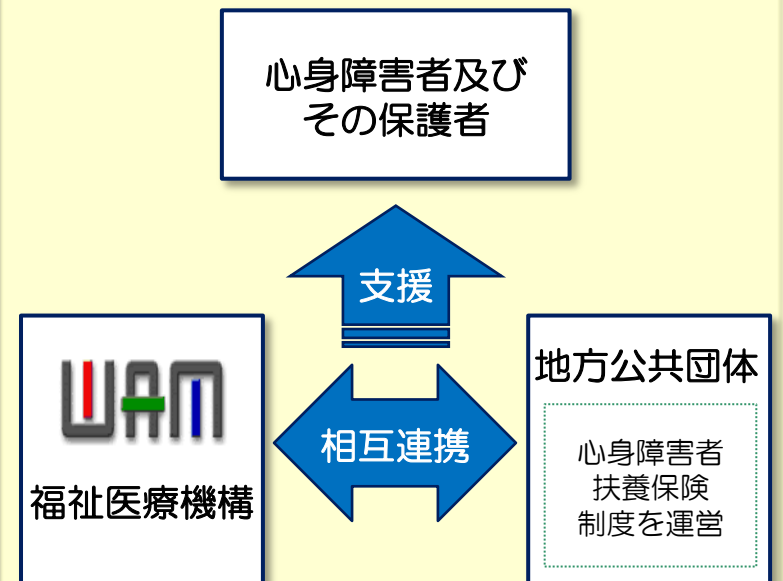 心身障害者及び
その保護者
支援
WAM
福祉医療機構
相互連携
地方公共団体
心身障害者
扶養保険
制度を運営